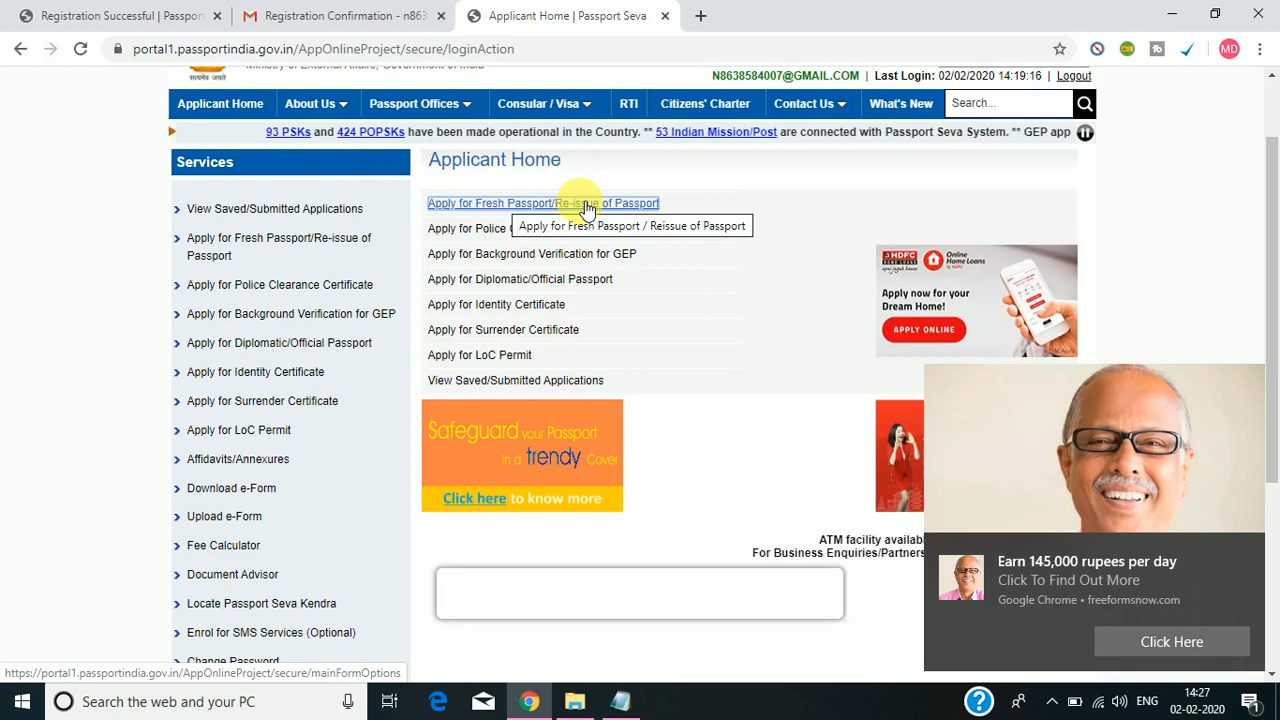 Registration Successful | Passport
Registration Confirmation - n863
Applicant Home | Passport Seva
portal1.passportindia.gov.in/AppOnlineProject/secure/loginAction
MD
सत्यमेव जयते
Ministry of External Affairs, Government of India
N8638584007@GMAIL.COM | Last Login: 02/02/2020 14:19:16 | Logout
Applicant Home About Us Passport Offices Consular / Visa RTI Citizens' Charter Contact Us What's New Search...
93 PSKs and 424 POPSKs have been made operational in the Country. ** 53 Indian Mission/Post are connected with Passport Seva System. ** GEP app
Services
View Saved/Submitted Applications
Apply for Fresh Passport/Re-issue of
Passport
Apply for Police Clearance Certificate
Apply for Background Verification for GEP
Apply for Diplomatic/Official Passport
Apply for Identity Certificate
Apply for Surrender Certificate
Apply for LoC Permit
Affidavits/Annexures
Download e-Form
Upload e-Form
Fee Calculator
Document Advisor
Locate Passport Seva Kendra
Enrol for SMS Services (Optional)
Change Password
Applicant Home
Apply for Fresh Passport/Re-issue of Passport
Apply for Fresh Passport / Reissue of Passport
Apply for Police
Apply for Background Verification for GEP
Apply for Diplomatic/Official Passport
Apply for Identity Certificate
Apply for Surrender Certificate
Apply for LoC Permit
View Saved/Submitted Applications
HDFC
HOME LOANS
Online
Home Loans
by HDFC
Apply now for your
Dream Home!
APPLY ONLINE
Safeguard your Passport
in a trendy Cover
Click here to know more
ATM facility availab
For Business Enquiries/Partners
Earn 145,000 rupees per day
Click To Find Out More
Google Chrome • freeformsnow.com
Click Here
https://portal1.passportindia.gov.in/AppOnlineProject/secure/mainFormOptions
Search the web and your PC
ENG
14:27
02-02-2020
1